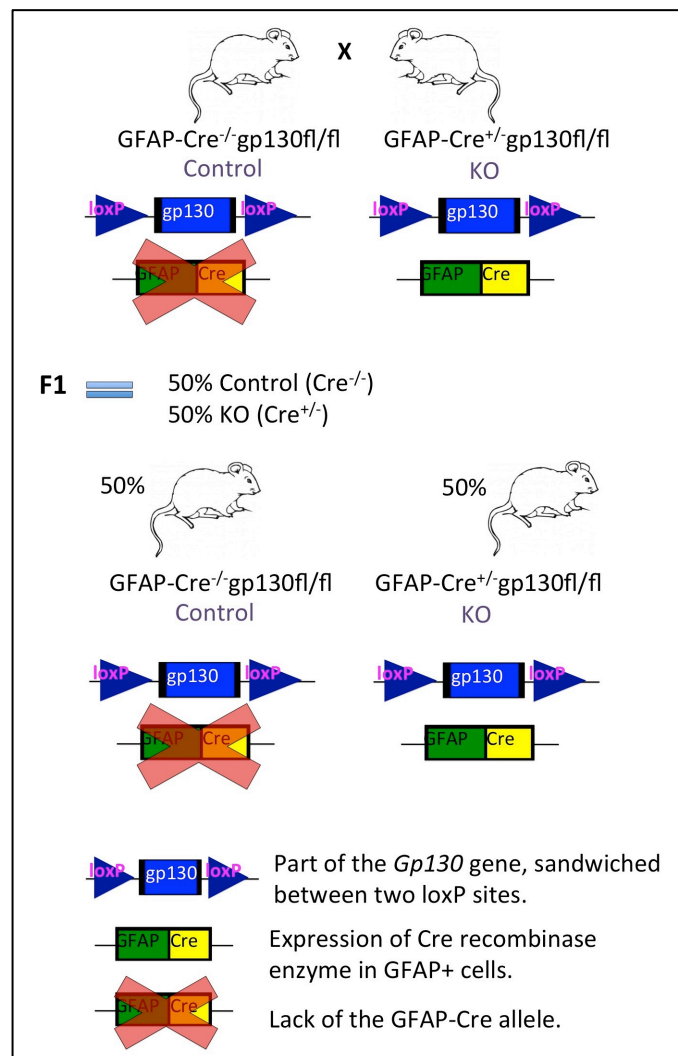 X
GFAP-Cre-/-gp130fl/fl GFAP-Cre+/-gp130fl/fl
Control KO
loxP gp130 loxP loxP gp130 loxP
GFAP Cre GFAP Cre
F1 50% Control (Cre-/-)
50% KO (Cre+/-)
50% 50%
GFAP-Cre-/-gp130fl/fl GFAP-Cre+/-gp130fl/fl
Control KO
loxP gp130 loxP loxP gp130 loxP
GFAP Cre GFAP Cre
loxP gp130 loxP Part of the Gp130 gene, sandwiched
between two loxP sites.
GFAP Cre Expression of Cre recombinase
enzyme in GFAP+ cells.
GFAP Cre Lack of the GFAP-Cre allele.